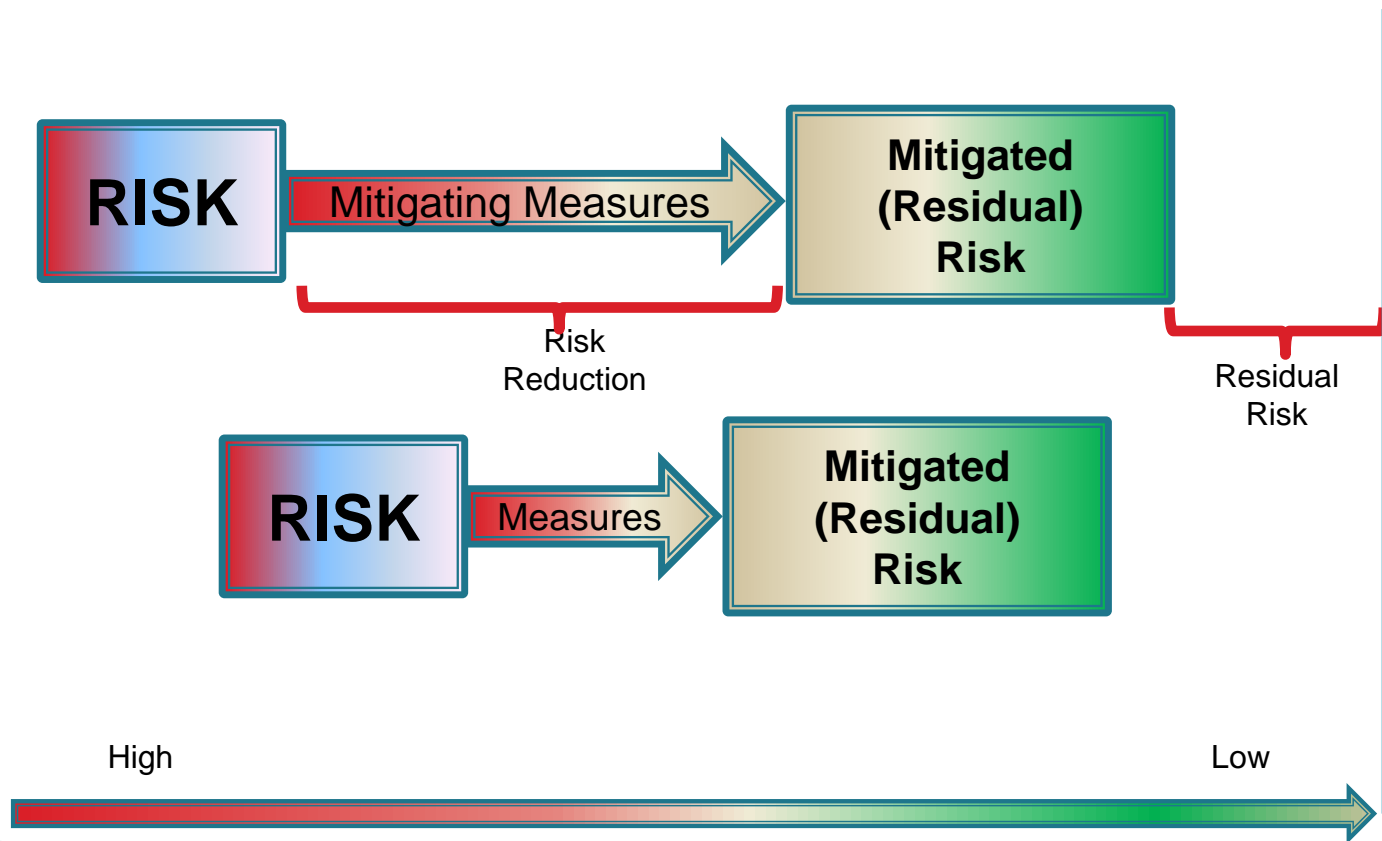 RISK
Mitigating Measures
Mitigated
(Residual)
Risk
Risk
Reduction
Residual
Risk
RISK
Measures
Mitigated
(Residual)
Risk
High
Low